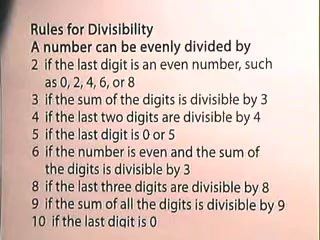 Rules for Divisibility
A number can be evenly divided by
2 if the last digit is an even number, such
as 0, 2, 4, 6, or 8
3 if the sum of the digits is divisible by 3
4 if the last two digits are divisible by 4
5 if the last digit is 0 or 5
6 if the number is even and the sum of
the digits is divisible by 3
8 if the last three digits are divisible by 8
9 if the sum of all the digits is divisible by 9
10 if the last digit is 0